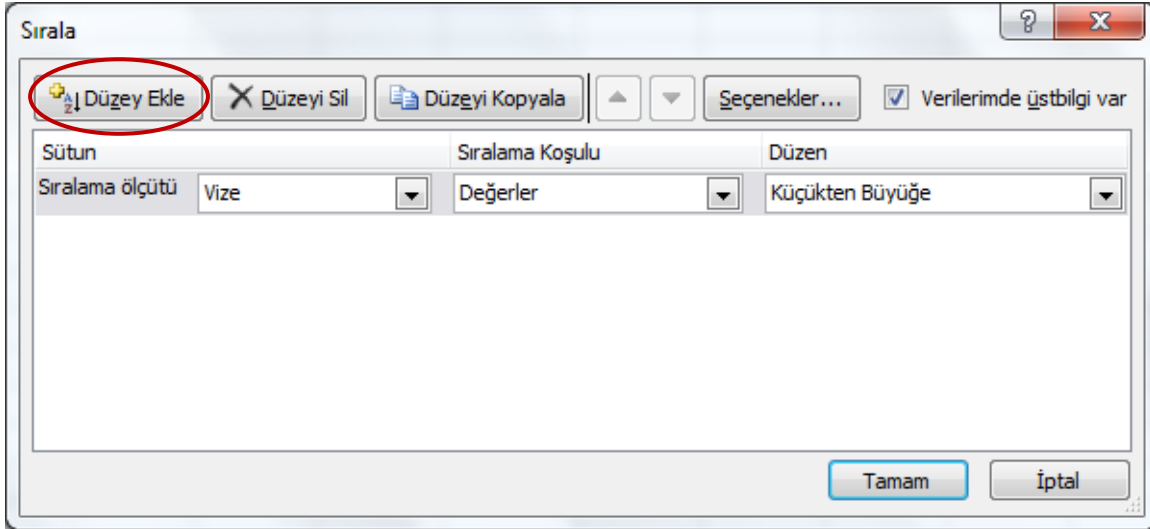 Sırala
Düzey Ekle Düzeyi Sil Düzeyi Kopyala Seçenekler... Verilerimde üstbilgi var
Sütun Sıralama Koşulu Düzen
Sıralama ölçütü Vize Değerler Küçükten Büyüğe
Tamam İptal